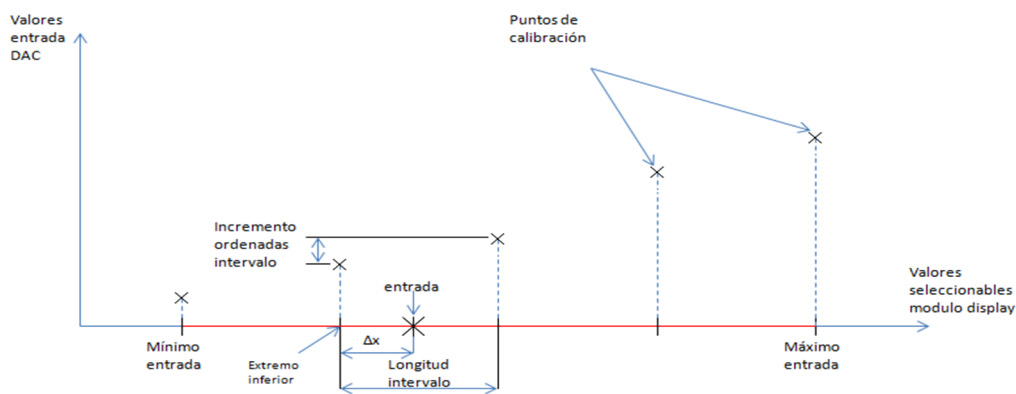 Valores
entrada
DAC
Puntos de
calibración
Incremento
ordenadas
intervalo
entrada
Valores
seleccionables
modulo display
Mínimo
entrada
Extremo
inferior
Δx
Longitud
intervalo
Máximo
entrada